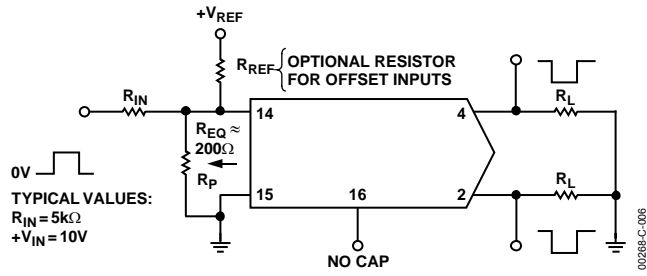 +VREF
RREF
OPTIONAL RESISTOR
FOR OFFSET INPUTS
RIN
14
4
RL
REQ ≈
200Ω
0V
RP
15
16
2
RL
TYPICAL VALUES:
RIN = 5kΩ
+VIN = 10V
NO CAP
00268-C-006